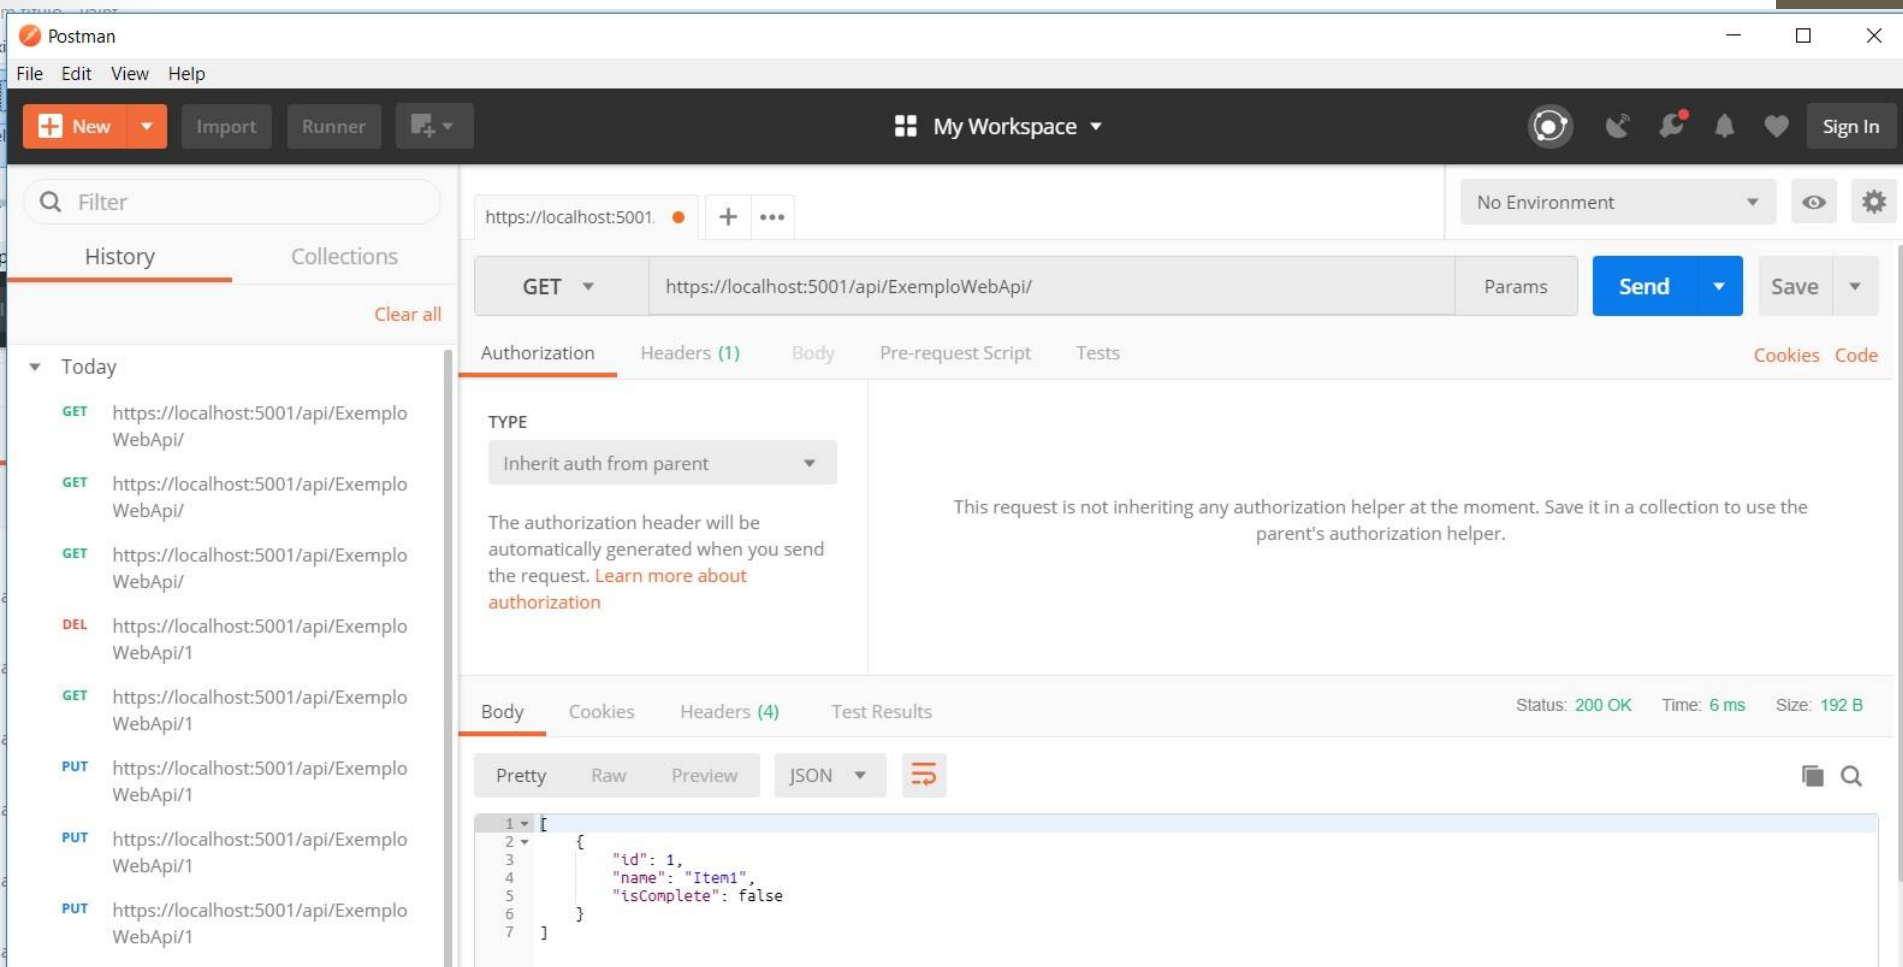 Postman
File Edit View Help
New Import Runner My Workspace Sign In
Filter
History Collections
Clear all
Today
GET https://localhost:5001/api/Exemplo
WebApi/
GET https://localhost:5001/api/Exemplo
WebApi/
GET https://localhost:5001/api/Exemplo
WebApi/
DEL https://localhost:5001/api/Exemplo
WebApi/1
GET https://localhost:5001/api/Exemplo
WebApi/1
PUT https://localhost:5001/api/Exemplo
WebApi/1
PUT https://localhost:5001/api/Exemplo
WebApi/1
PUT https://localhost:5001/api/Exemplo
WebApi/1
https://localhost:5001. + •••
No Environment
GET https://localhost:5001/api/ExemploWebApi/ Params Send Save
Authorization Headers (1) Body Pre-request Script Tests Cookies Code
TYPE
Inherit auth from parent
The authorization header will be
automatically generated when you send
the request. Learn more about
authorization
This request is not inheriting any authorization helper at the moment. Save it in a collection to use the
parent's authorization helper.
Body Cookies Headers (4) Test Results Status: 200 OK Time: 6 ms Size: 192 B
Pretty Raw Preview JSON
1 [
2 {
3 "id": 1,
4 "name": "Item1",
5 "isComplete": false
6 }
7 ]